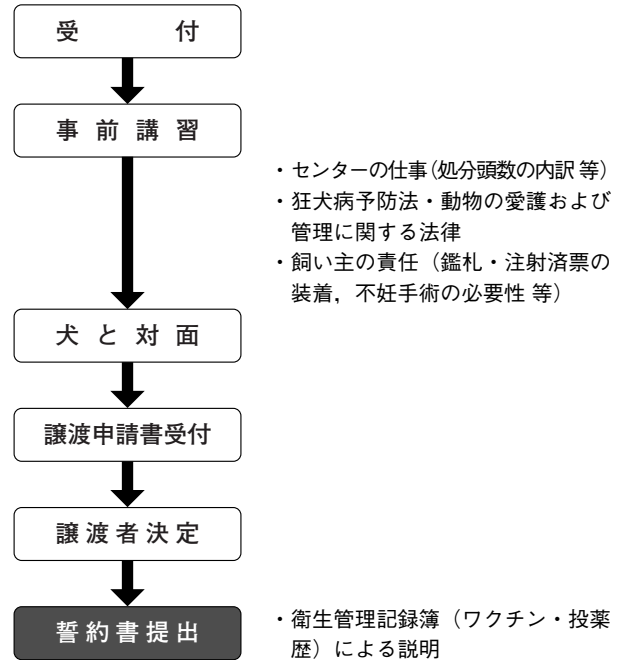 受付
事前講習
・センターの仕事(処分頭数の内訳 等)
・狂犬病予防法・動物の愛護および
管理に関する法律
・飼い主の責任(鑑札・注射済票の
装着，不妊手術の必要性 等)
犬と対面
譲渡申請書受付
譲渡者決定
誓約書提出
・衛生管理記録簿(ワクチン・投薬
歴)による説明